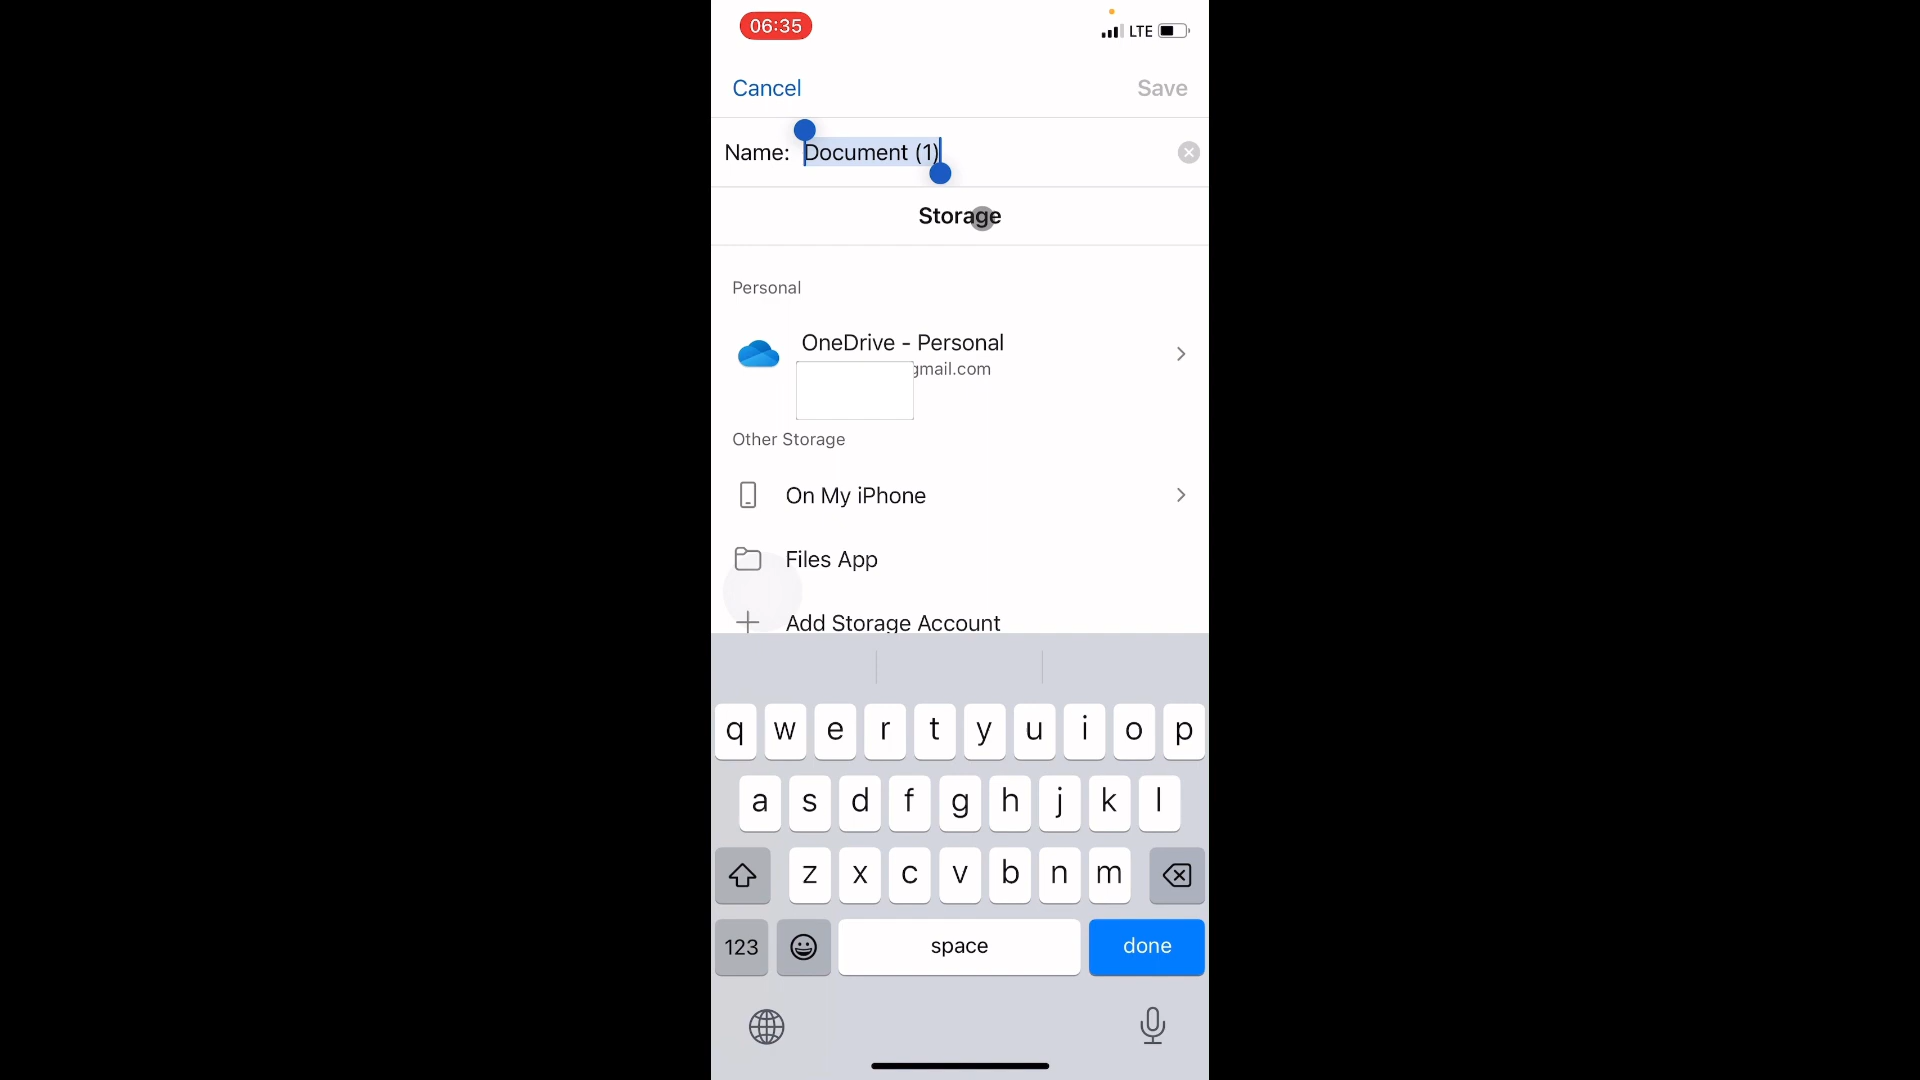 06:35
LTE
Cancel
Save
Name: Document (1)
Storage
Personal
OneDrive - Personal
gmail.com
Other Storage
On My iPhone
Files App
Add Storage Account
q w e r t y u i o p
a s d f g h j k l
z x c v b n m
123 space done